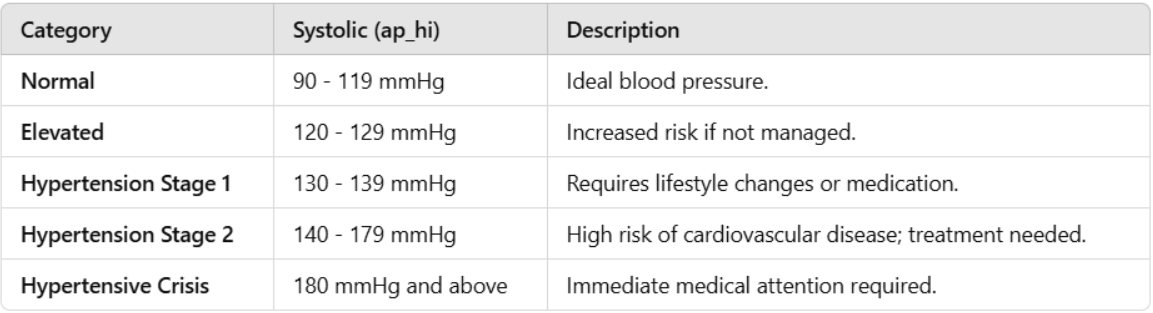 Category Systolic (ap_hi) Description
Normal 90 - 119 mmHg Ideal blood pressure.
Elevated 120 - 129 mmHg Increased risk if not managed.
Hypertension Stage 1 130 - 139 mmHg Requires lifestyle changes or medication.
Hypertension Stage 2 140 - 179 mmHg High risk of cardiovascular disease; treatment needed.
Hypertensive Crisis 180 mmHg and above Immediate medical attention required.